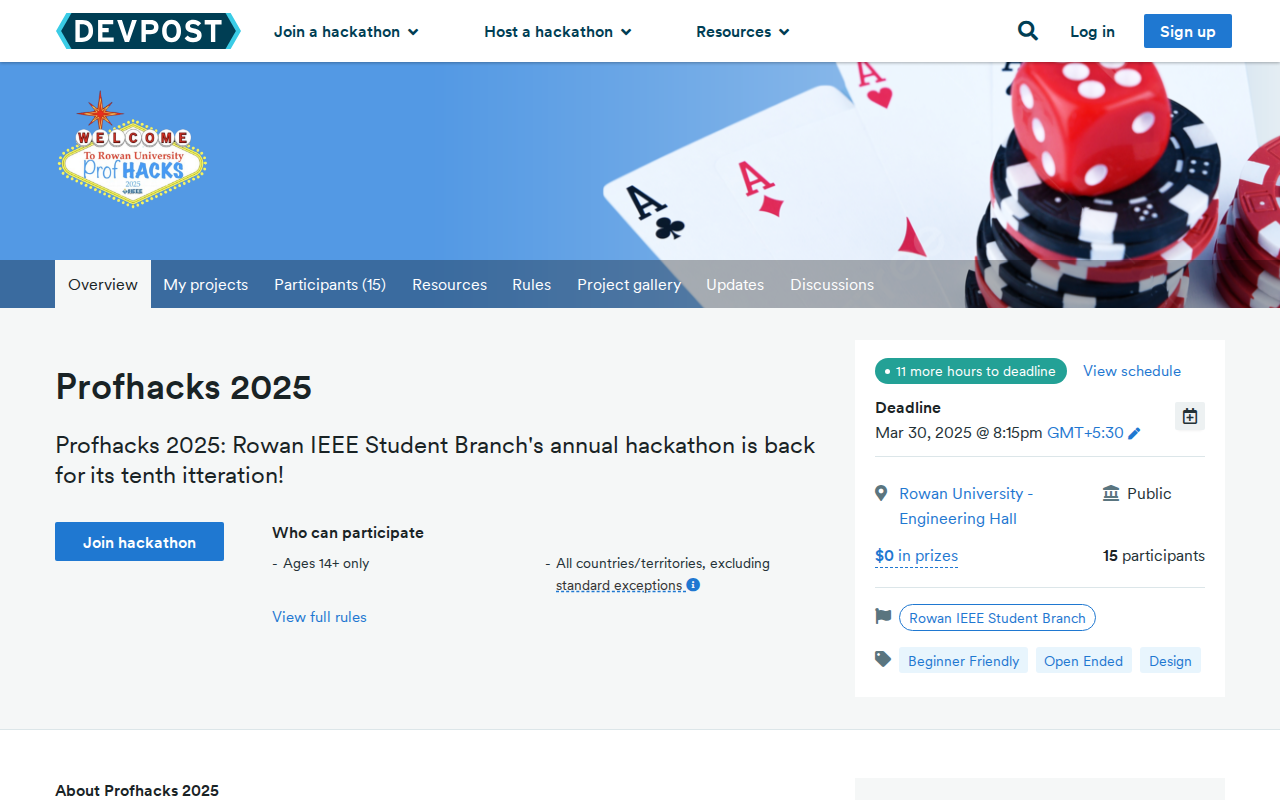 DEVPOST
Join a hackathon
Host a hackathon
Resources
Log in
Sign up
WELCOME
To Rowan University
Prof HACKS
2025
IEEE
A
A
A
Overview
My projects
Participants (15)
Resources
Rules
Project gallery
Updates
Discussions
Profhacks 2025
Profhacks 2025: Rowan IEEE Student Branch's annual hackathon is back
for its tenth itteration!
Join hackathon
Who can participate
- Ages 14+ only
- All countries/territories, excluding
standard exceptions
View full rules
11 more hours to deadline
View schedule
Deadline
Mar 30, 2025 @ 8:15pm GMT+5:30
Rowan University -
Engineering Hall
Public
$0 in prizes
15 participants
Rowan IEEE Student Branch
Beginner Friendly
Open Ended
Design
About Profhacks 2025